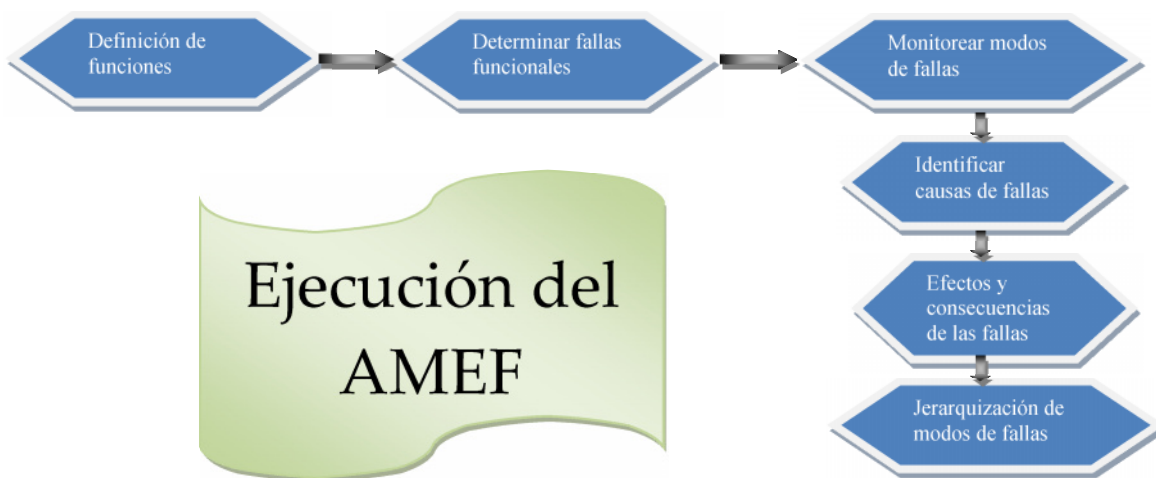 Definición de
funciones
Determinar fallas
funcionales
Monitorear modos
de fallas
Identificar
causas de fallas
Efectos y
consecuencias
de las fallas
Jerarquización de
modos de fallas
Ejecución del
AMEF